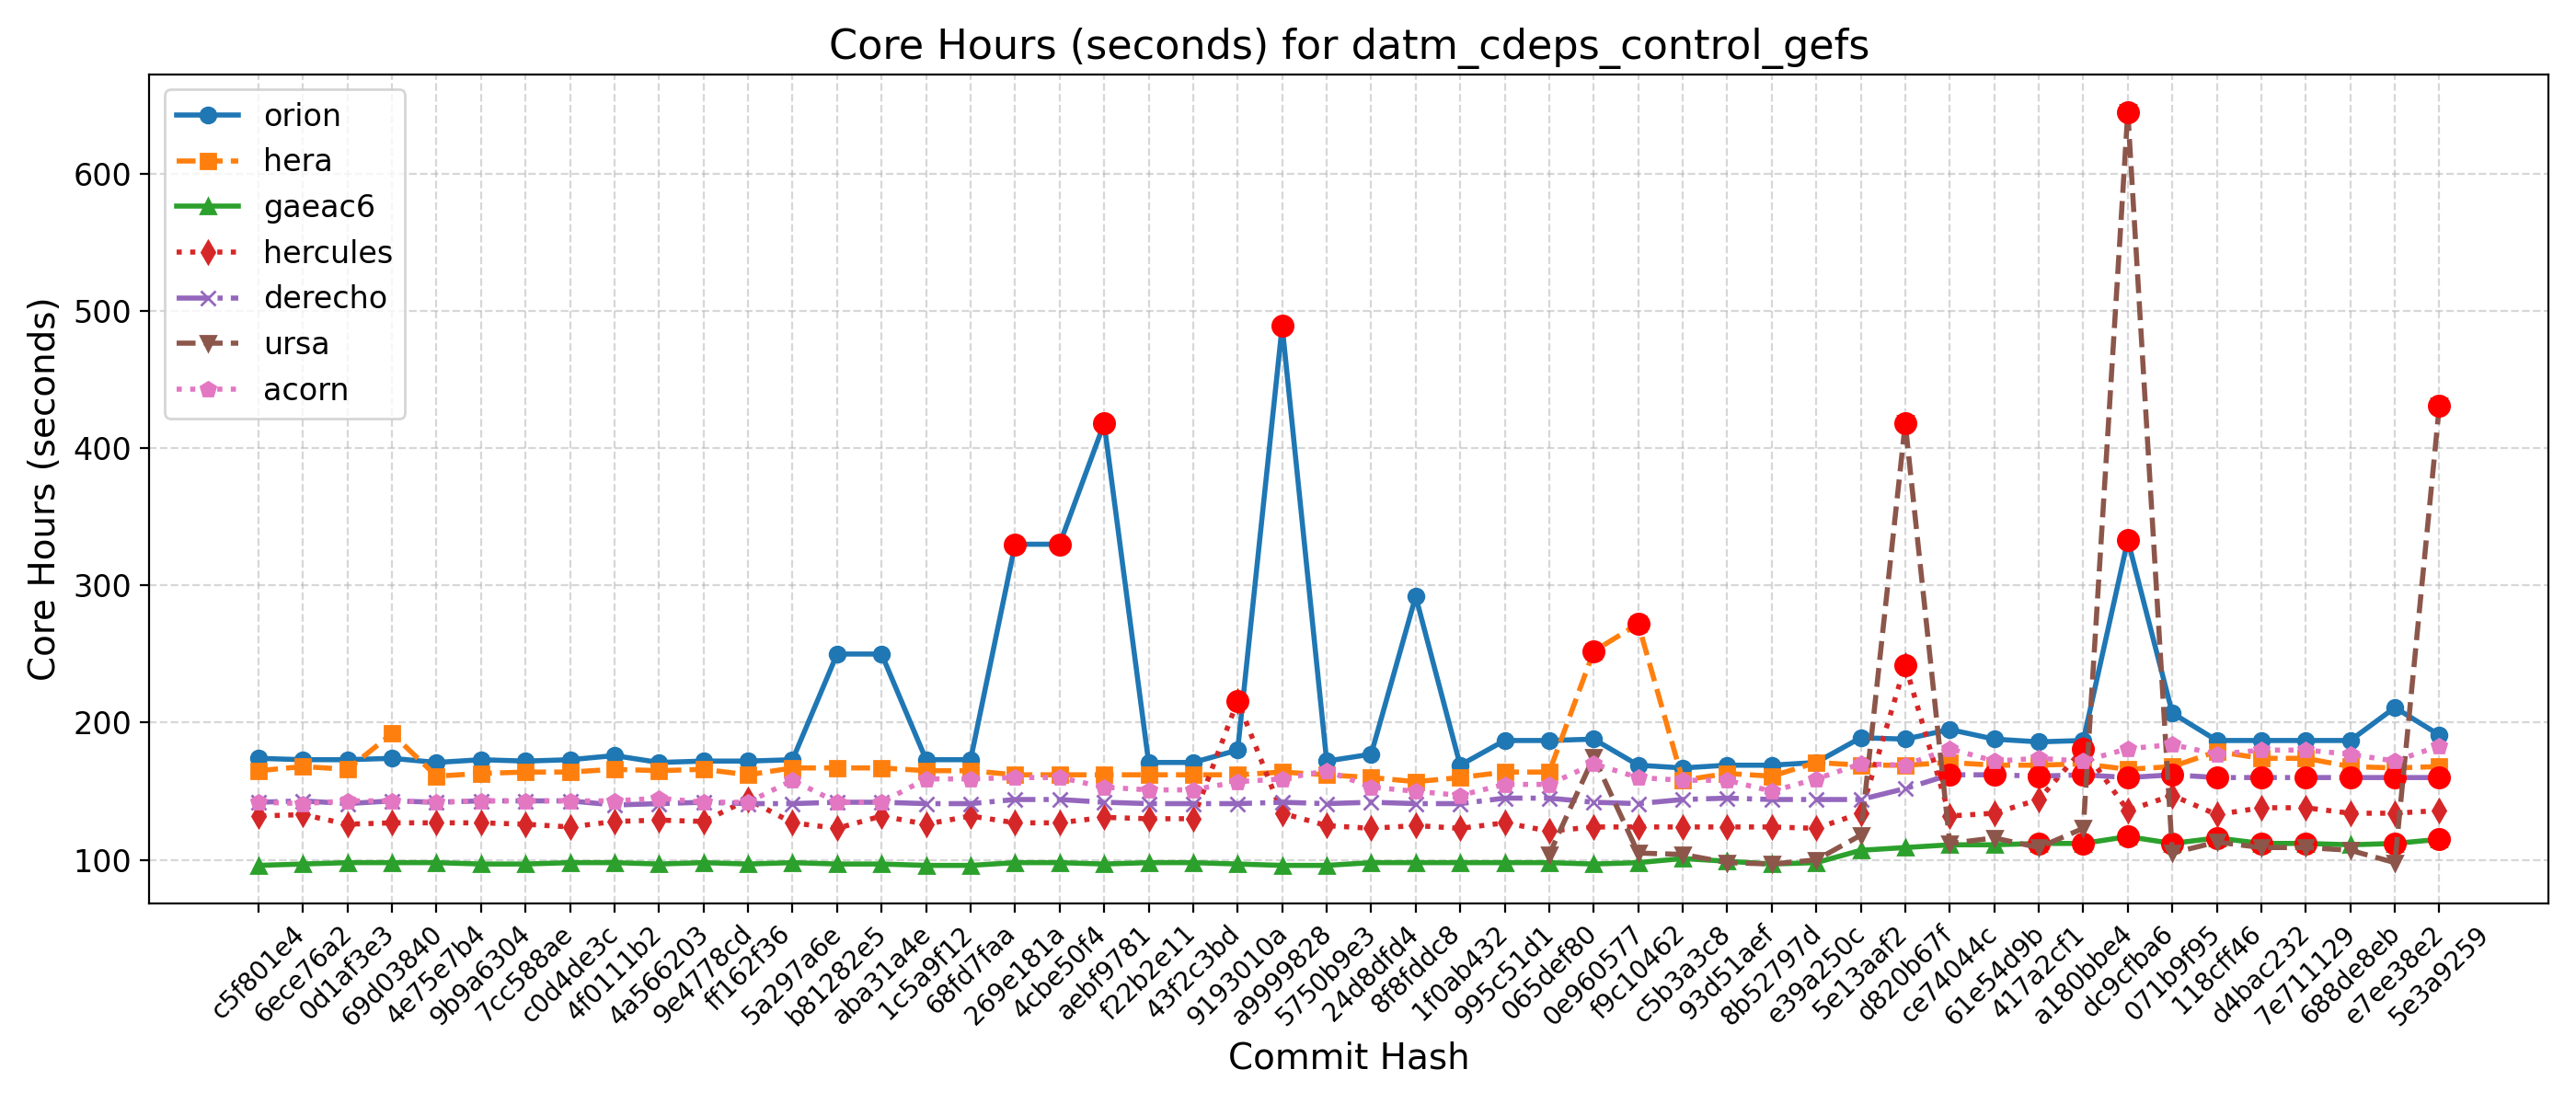 Core Hours (seconds) for datm_cdeps_control_gefs
orion
hera
gaeac6
hercules
derecho
ursa
acorn
Core Hours (seconds)
600
500
400
300
200
100
c5f801e4
6ece76a2
0d1af3e3
69d03840
4e75e7b4
9b9a6304
7cc588ae
c0d4de3c
4f0111b2
4a566203
9e4778cd
ff162f36
5a297a6e
b81282e5
aba31a4e
1c5a9f12
68fd7faa
269e181a
4cbe50f4
aebf9781
f22b2e11
43f2c3bd
9193010a
a9999828
5750b9e3
24d8dfd4
8f8fddc8
1f0ab432
995c51d1
065def80
0e960577
f9c10462
c5b3a3c8
93d51aef
8b52797d
e39a250c
5e13aaf2
d820b67f
ce74044c
61e54d9b
417a2cf1
a180bbe4
dc9cfba6
071b9f95
118cff46
d4bac232
7e711129
688de8eb
e7ee38e2
5e3a9259
Commit Hash